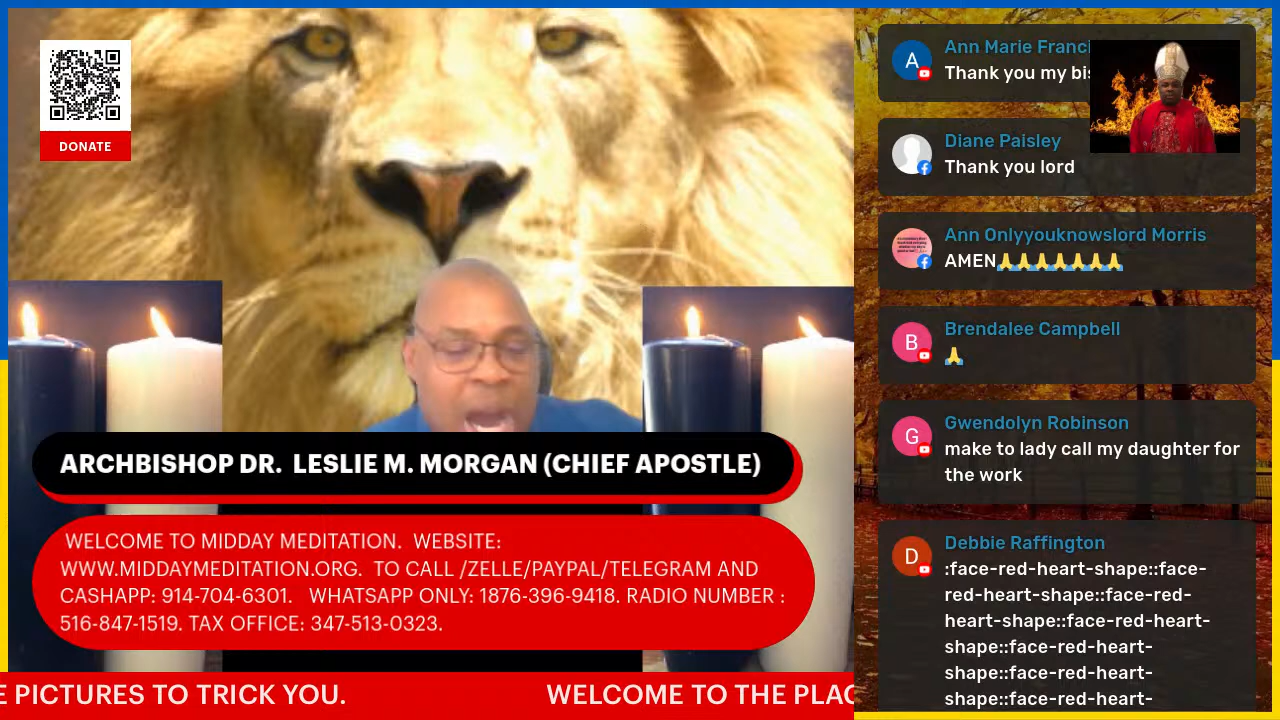 DONATE
ARCHBISHOP DR. LESLIE M. MORGAN (CHIEF APOSTLE)
WELCOME TO MIDDAY MEDITATION. WEBSITE:
WWW.MIDDAYMEDITATION.ORG. TO CALL /ZELLE/PAYPAL/TELEGRAM AND
CASHAPP: 914-704-6301. WHATSAPP ONLY: 1876-396-9418. RADIO NUMBER :
516-847-1519. TAX OFFICE: 347-513-0323.
E PICTURES TO TRICK YOU. WELCOME TO THE PLAC
A
Ann Marie Franc
Thank you my bis
Diane Paisley
Thank you lord
Ann Onlyyouknowslord Morris
AMEN🙏🙏🙏🙏🙏🙏🙏
B
Brendalee Campbell
🙏
G
Gwendolyn Robinson
make to lady call my daughter for
the work
D
Debbie Raffington
:face-red-heart-shape::face-
red-heart-shape::face-red-
heart-shape::face-red-heart-
shape::face-red-heart-
shape::face-red-heart-
shape::face-red-heart-